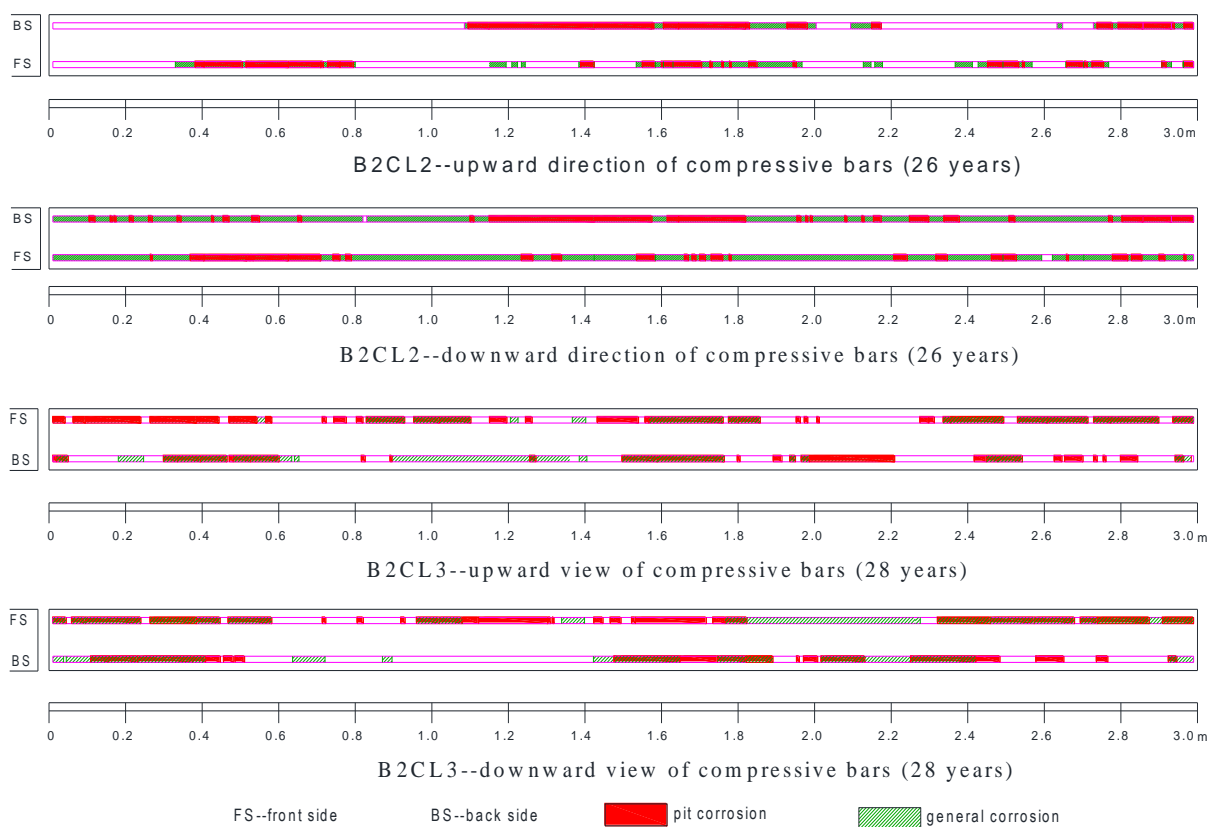 BS
FS
0 0.2 0.4 0.6 0.8 1.0 1.2 1.4 1.6 1.8 2.0 2.2 2.4 2.6 2.8 3.0m
B2CL2--upward direction of compressive bars (26 years)
BS
FS
0 0.2 0.4 0.6 0.8 1.0 1.2 1.4 1.6 1.8 2.0 2.2 2.4 2.6 2.8 3.0m
B2CL2--downward direction of compressive bars (26 years)
FS
BS
0 0.2 0.4 0.6 0.8 1.0 1.2 1.4 1.6 1.8 2.0 2.2 2.4 2.6 2.8 3.0m
B2CL3--upward view of compressive bars (28 years)
FS
BS
0 0.2 0.4 0.6 0.8 1.0 1.2 1.4 1.6 1.8 2.0 2.2 2.4 2.6 2.8 3.0m
B2CL3--downward view of compressive bars (28 years)
FS--front side BS--back side pit corrosion general corrosion